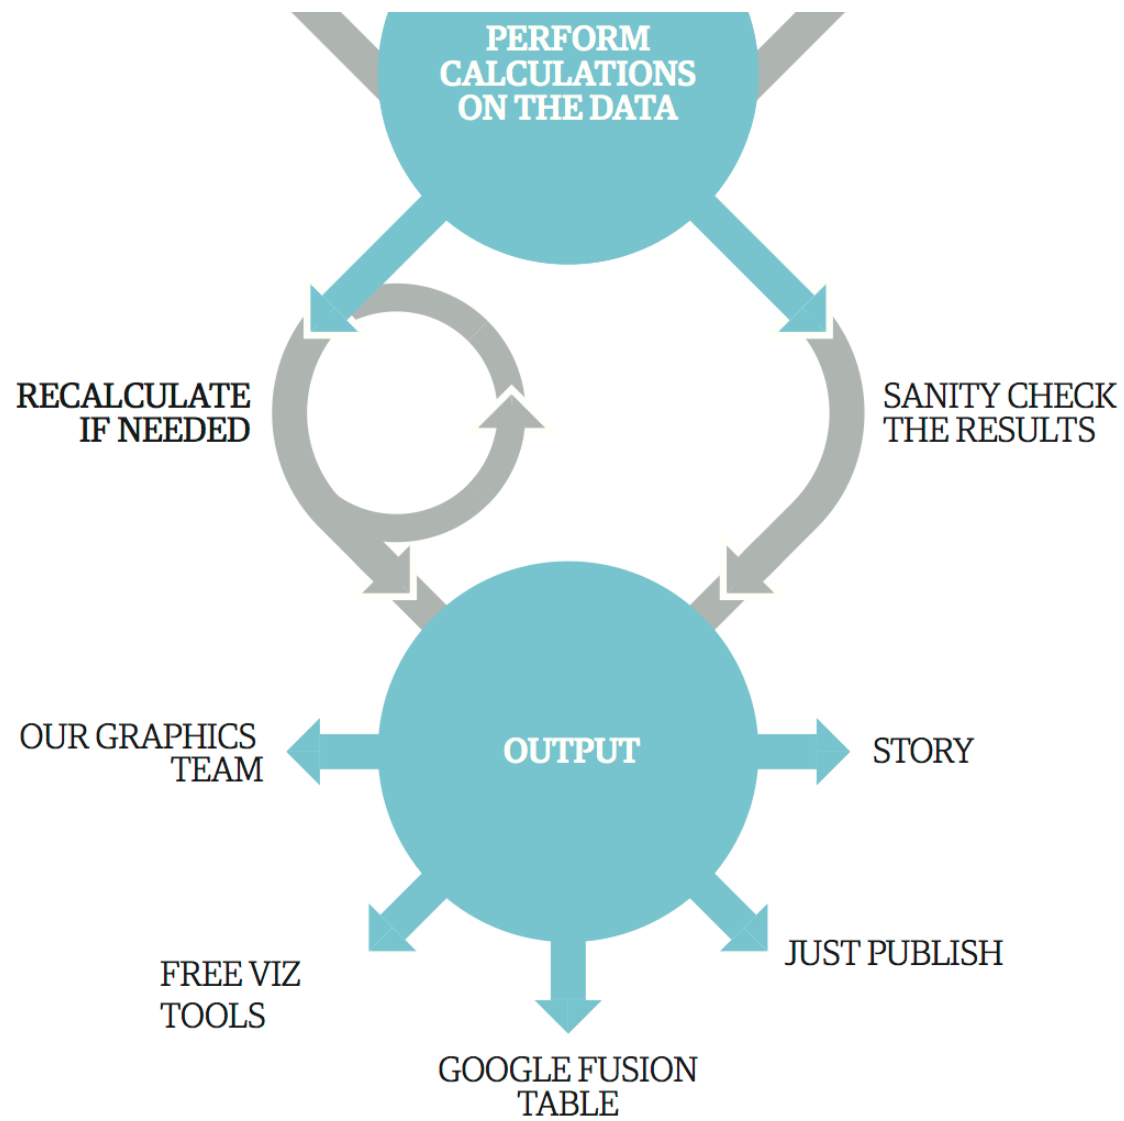 PERFORM
CALCULATIONS
ON THE DATA
RECALCULATE
IF NEEDED
SANITY CHECK
THE RESULTS
OUTPUT
OUR GRAPHICS
TEAM
STORY
FREE VIZ
TOOLS
JUST PUBLISH
GOOGLE FUSION
TABLE